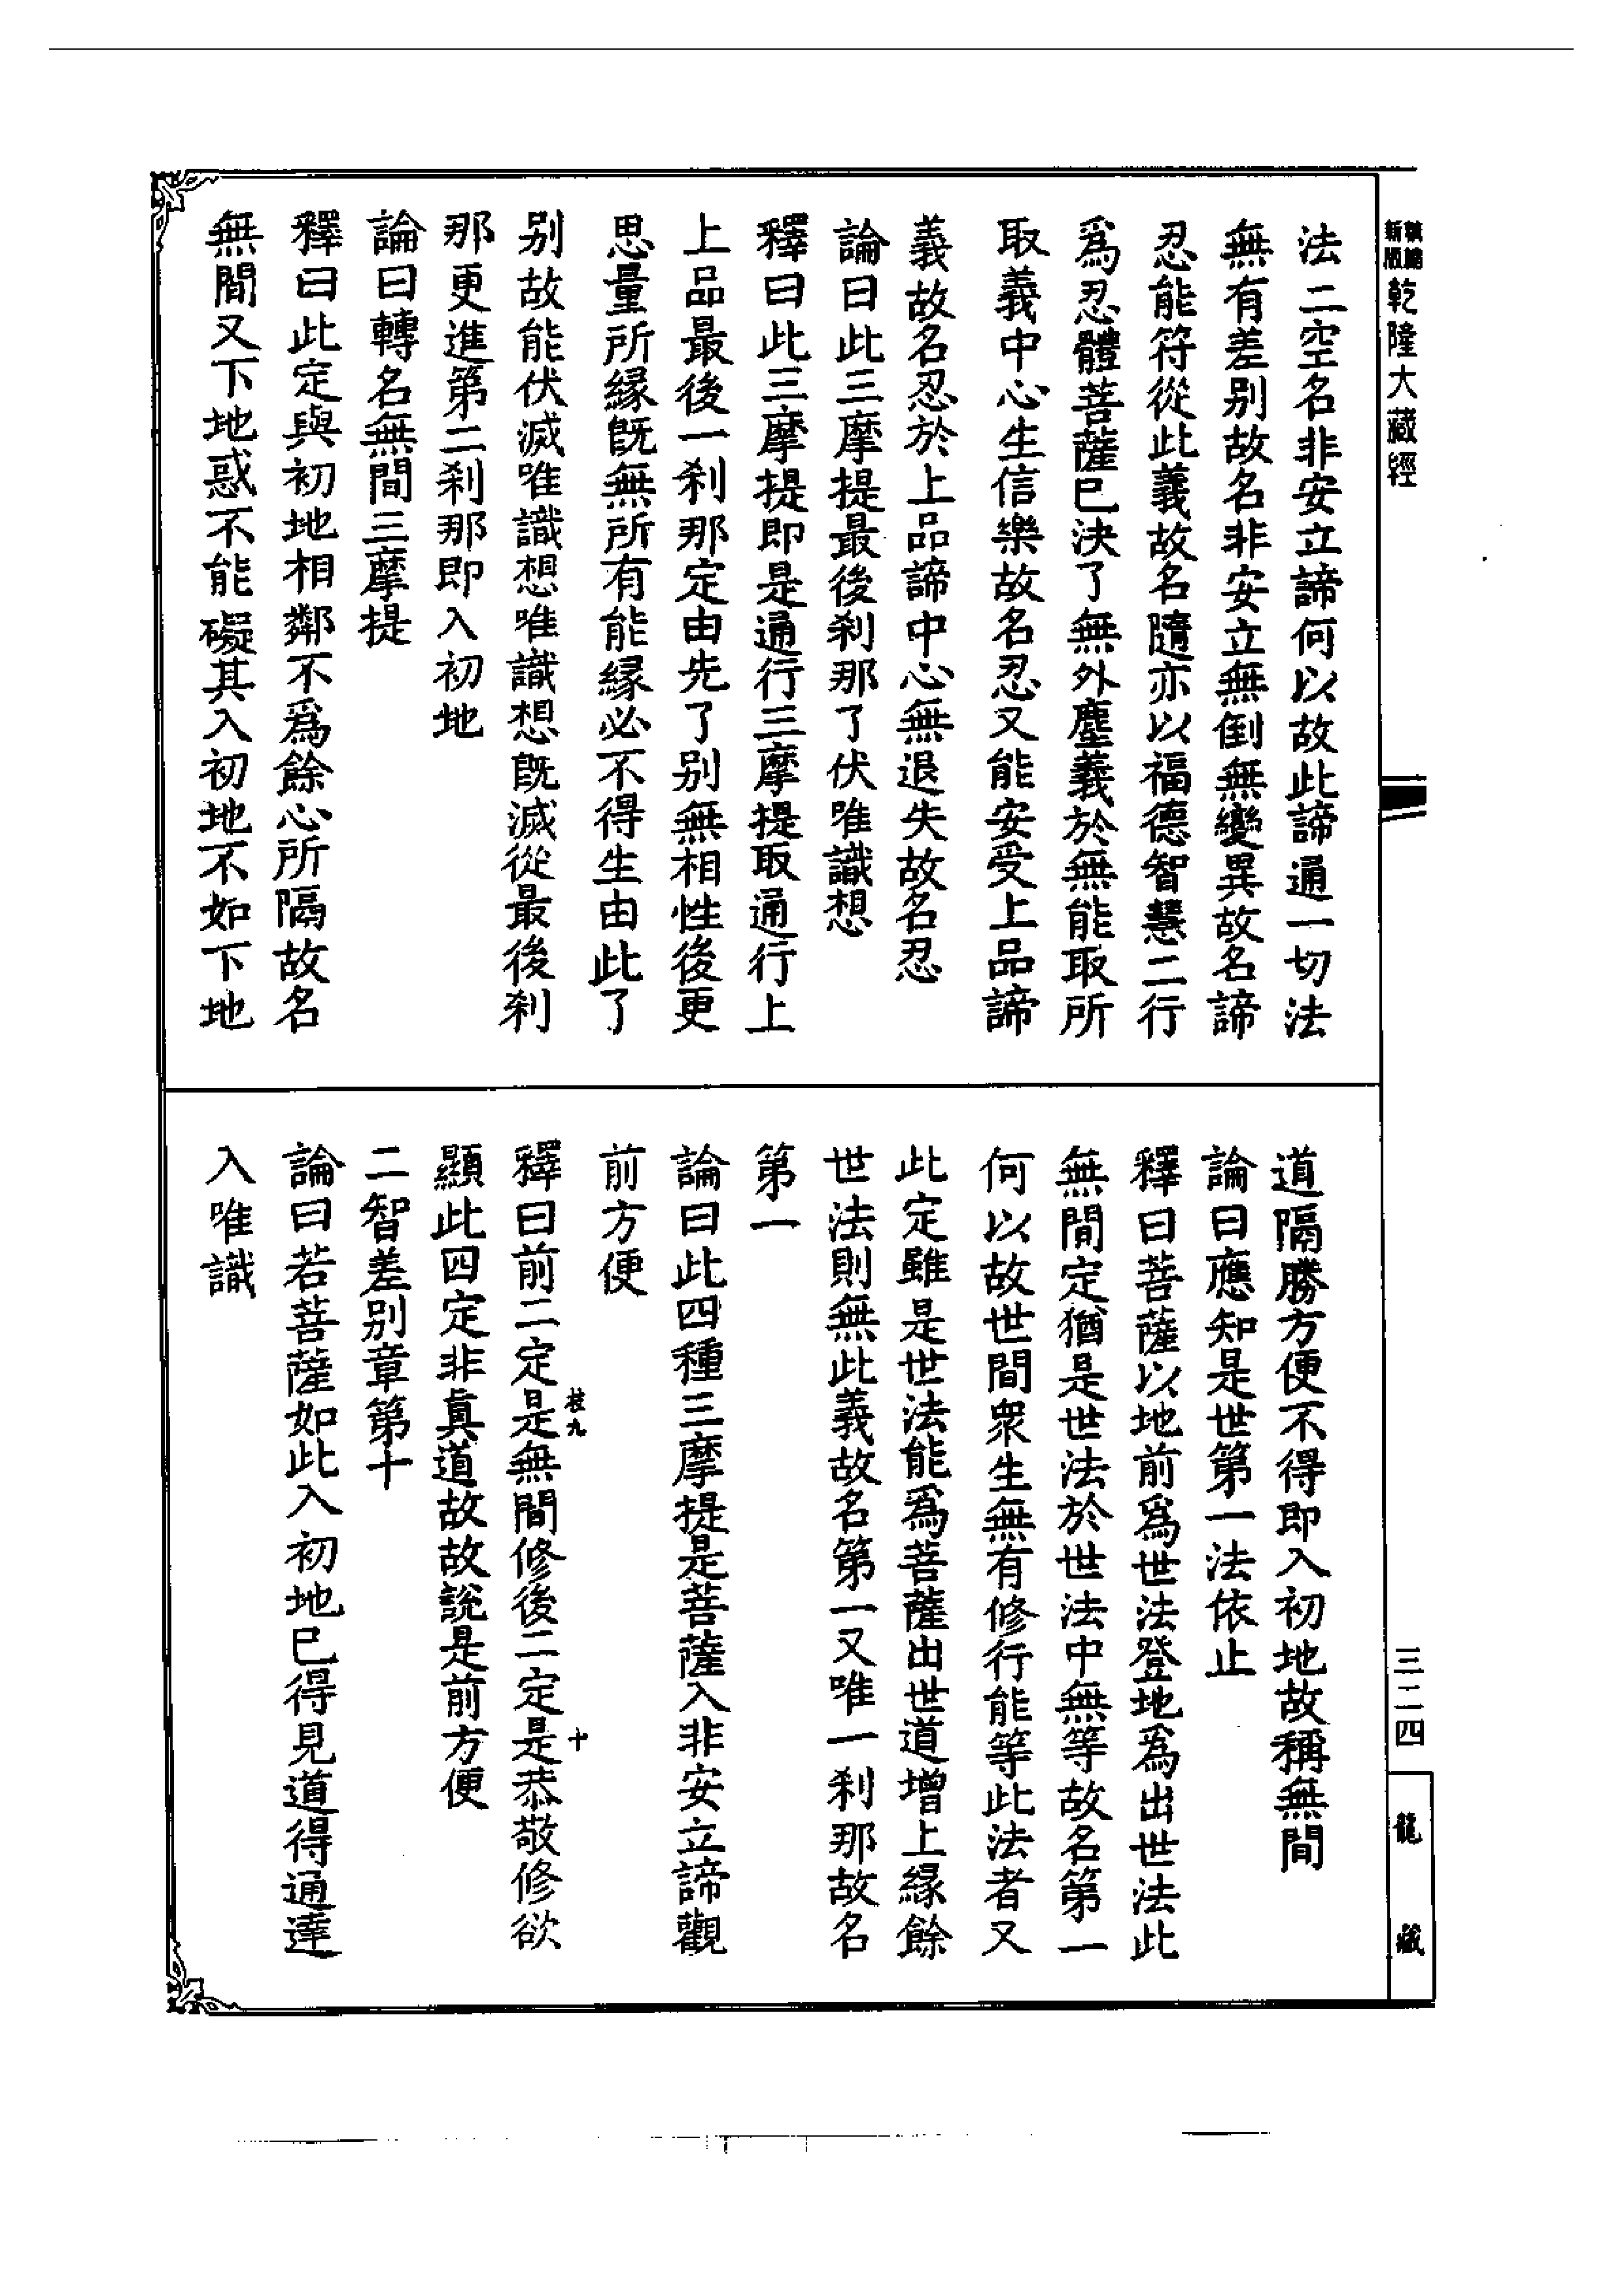 新版
乾隆大藏經
法二空名非安立諦何以故此諦通一切法
無有差别故名非安立無倒無變異故名諦
忍能符從此義故名隨亦以福德智慧二行
爲忍體菩薩巳決了無外塵義於無能取所
取義中心生信樂故名忍又能安受上品諦
義故名忍於上品諦中心無退失故名忍
論曰此三摩提最後刹那了伏唯識想
釋曰此三摩提即是通行三摩提取通行上
上品最後一刹那定由先了别無相性後更
思量所縁既無所有能縁必不得生由此了
别故能伏滅唯識想唯識想既滅從最後刹
那更進第二刹那即入初地
論曰轉名無間三摩提
釋曰此定與初地相鄰不爲餘心所隔故名
無間又下地惑不能礙其入初地不如下地
道隔勝方便不得即入初地故稱無間
論曰應知是世第一法依止
釋曰菩薩以地前爲世法登地爲出世法此
無間定猶是世法於世法中無等故名第一
何以故世間衆生無有修行能等此法者又
此定雖是世法能爲菩薩出世道增上縁餘
世法則無此義故名第一又唯一刹那故名
第一
論曰此四種三摩提是菩薩入非安立諦觀
前方便
釋曰前二定是無間修後二定是恭敬修欲
顯此四定非真道故故説是前方便
二智差别章第十
論曰若菩薩如此入初地巳得見道得通達
入唯識
九
十
三二四
龍藏